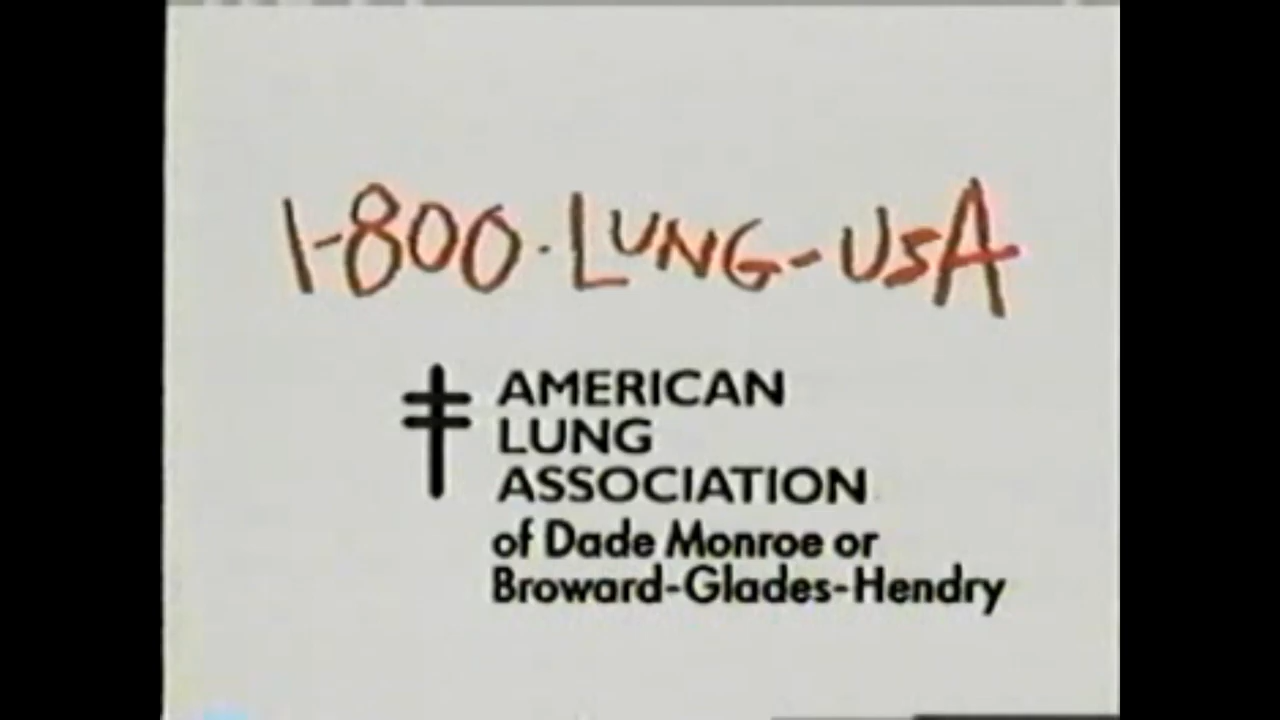 1-800-LUNG-USA
AMERICAN
LUNG
ASSOCIATION
of Dade Monroe or
Broward-Glades-Hendry